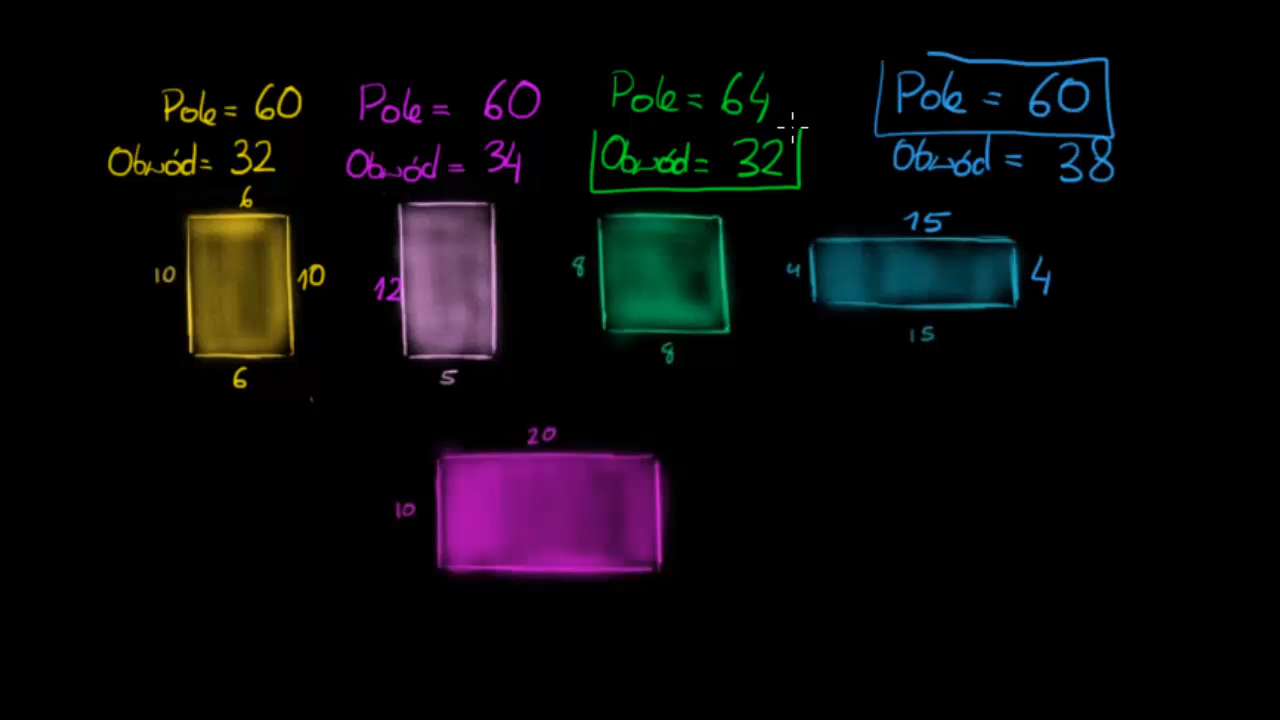 Pole = 60
Obwód = 32
Pole = 60
Obwód = 34
Pole = 64
Obwód = 32
Pole = 60
Obwód = 38
6
10
10
6
12
5
8
8
15
4
4
15
20
10